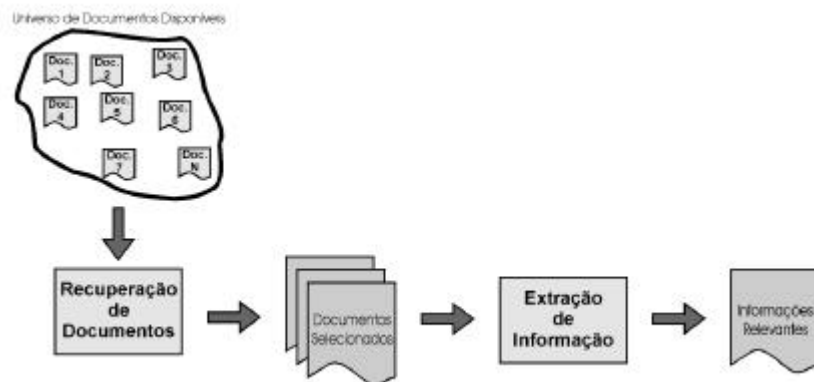 Universo de Documentos Disponíveis
Doc.
1
Doc.
2
Doc.
3
Doc.
4
Doc.
5
Doc.
6
Doc.
7
Doc.
N
Recuperação
de
Documentos
Documentos
Selecionados
Extração
de
Informação
Informações
Relevantes